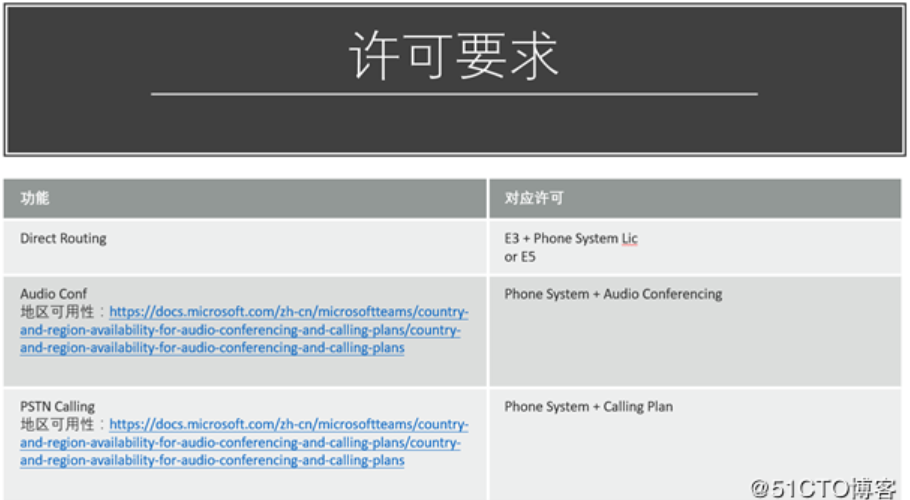 许可要求
功能
对应许可
Direct Routing
E3 + Phone System Lic
or E5
Audio Conf
地区可用性：https://docs.microsoft.com/zh-cn/microsoftteams/country-
and-region-availability-for-audio-conferencing-and-calling-plans/country-
and-region-availability-for-audio-conferencing-and-calling-plans
Phone System + Audio Conferencing
PSTN Calling
地区可用性：https://docs.microsoft.com/zh-cn/microsoftteams/country-
and-region-availability-for-audio-conferencing-and-calling-plans/country-
and-region-availability-for-audio-conferencing-and-calling-plans
Phone System + Calling Plan
@51CTO博客